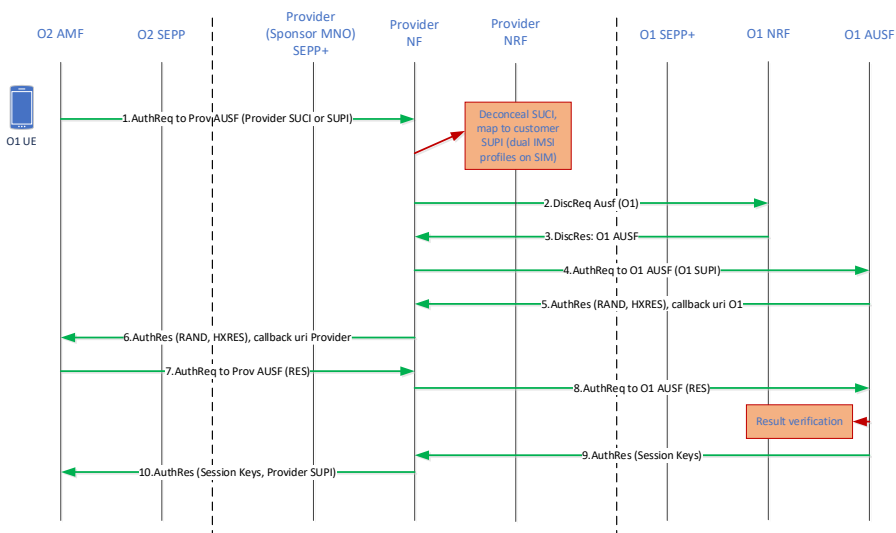 O2 AMF
O2 SEPP
Provider
(Sponsor MNO)
SEPP+
Provider
NF
Provider
NRF
O1 SEPP+
O1 NRF
O1 AUSF
O1 UE
1.AuthReq to Prov AUSF (Provider SUCI or SUPI)
Deconceal SUCI,
map to customer
SUPI (dual IMSI
profiles on SIM)
2.DiscReq Ausf (O1)
3.DiscRes: O1 AUSF
4.AuthReq to O1 AUSF (O1 SUPI)
5.AuthRes (RAND, HXRES), callback uri O1
6.AuthRes (RAND, HXRES), callback uri Provider
7.AuthReq to Prov AUSF (RES)
8.AuthReq to O1 AUSF (RES)
Result verification
9.AuthRes (Session Keys)
10.AuthRes (Session Keys, Provider SUPI)